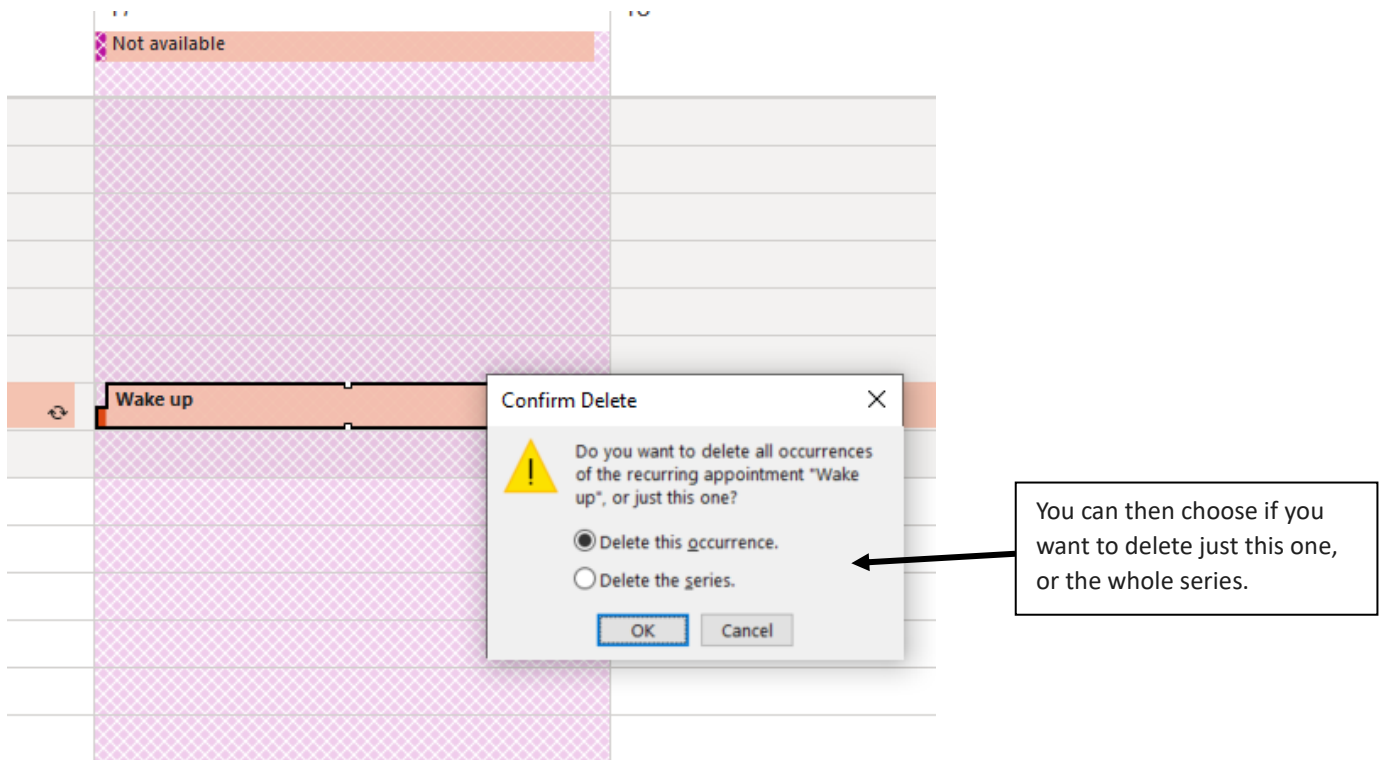 Not available
Wake up
Confirm Delete
Do you want to delete all occurrences
of the recurring appointment "Wake
up", or just this one?
Delete this occurrence.
Delete the series.
OK Cancel
You can then choose if you
want to delete just this one,
or the whole series.